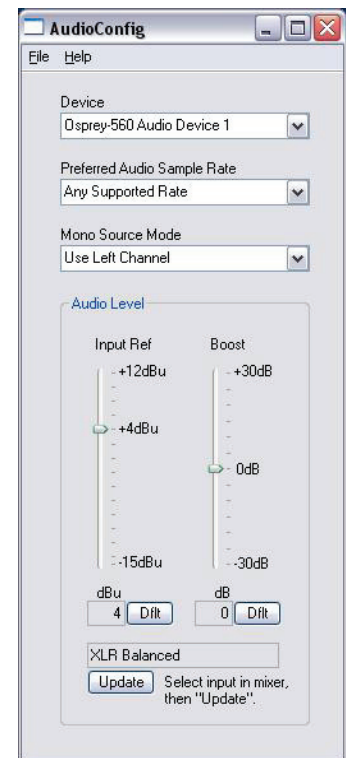 AudioConfig
File Help
Device
Osprey-560 Audio Device 1
Preferred Audio Sample Rate
Any Supported Rate
Mono Source Mode
Use Left Channel
Audio Level
Input Ref Boost
+12dBu +30dB
+4dBu
0dB
-15dBu -30dB
dBu dB
4 Dflt 0 Dflt
XLR Balanced
Update Select input in mixer,
then "Update".